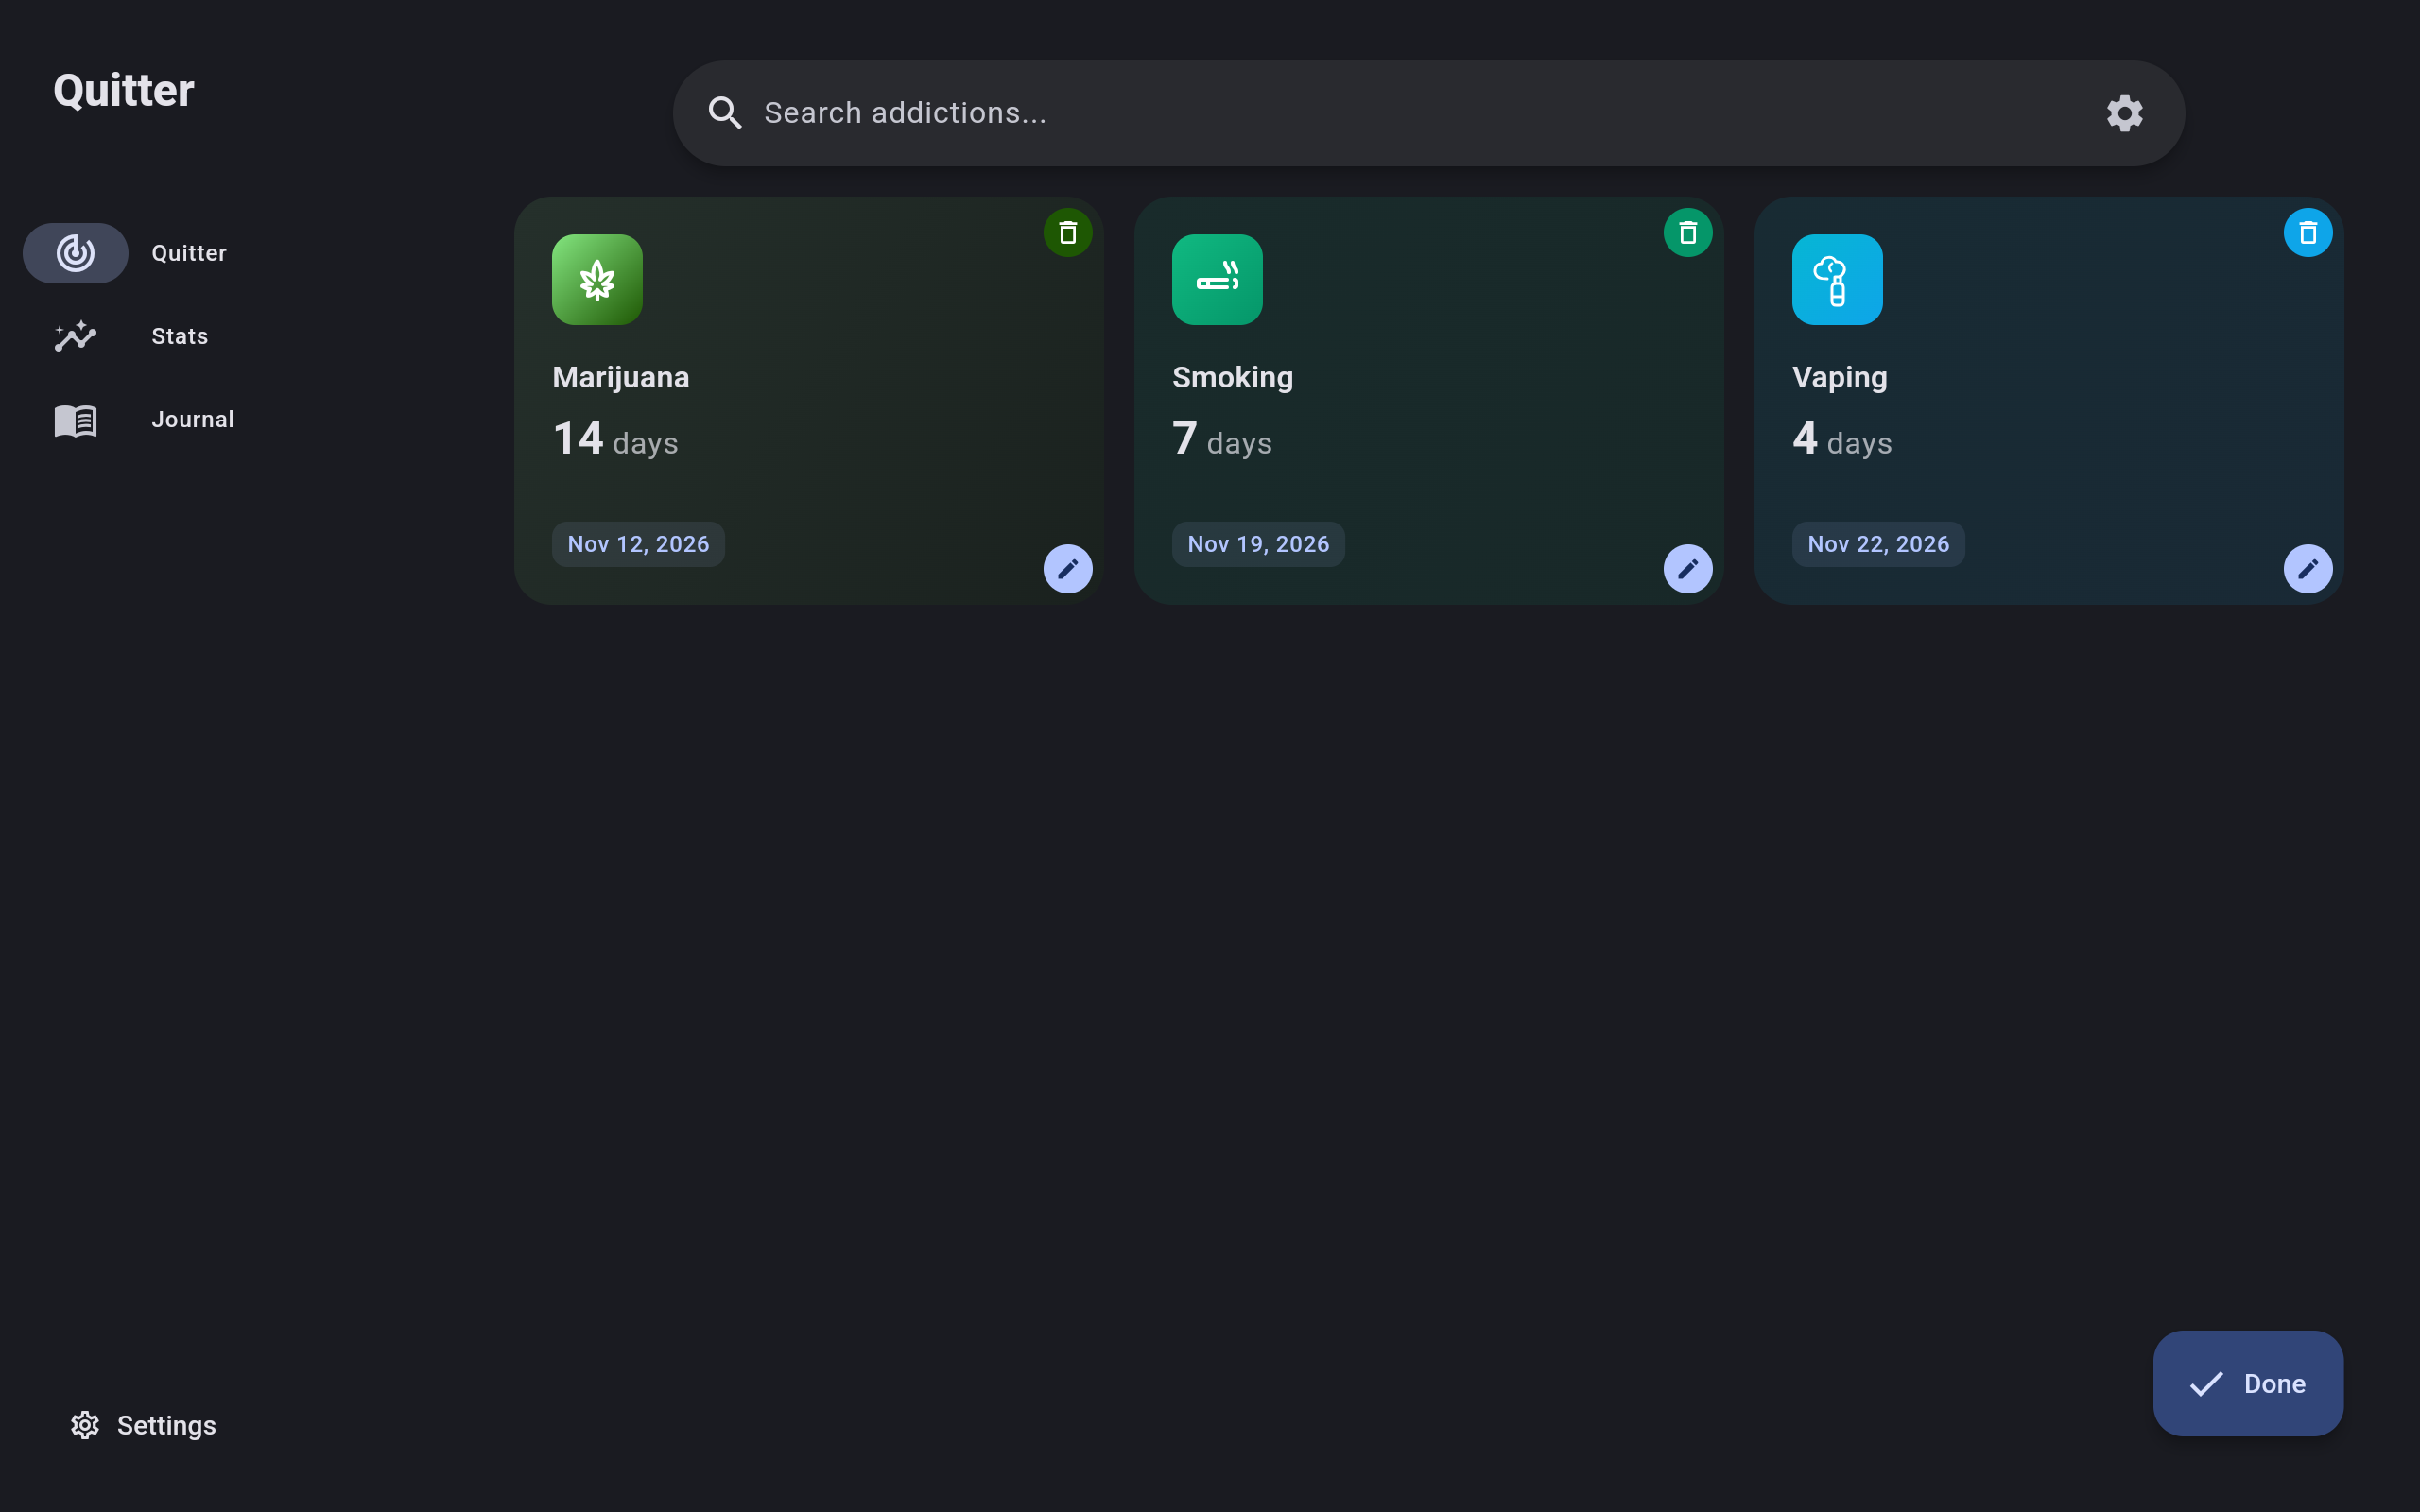 Quitter
Search addictions...
Quitter
Stats
Journal
Marijuana
14 days
Nov 12, 2026
Smoking
7 days
Nov 19, 2026
Vaping
4 days
Nov 22, 2026
Done
Settings